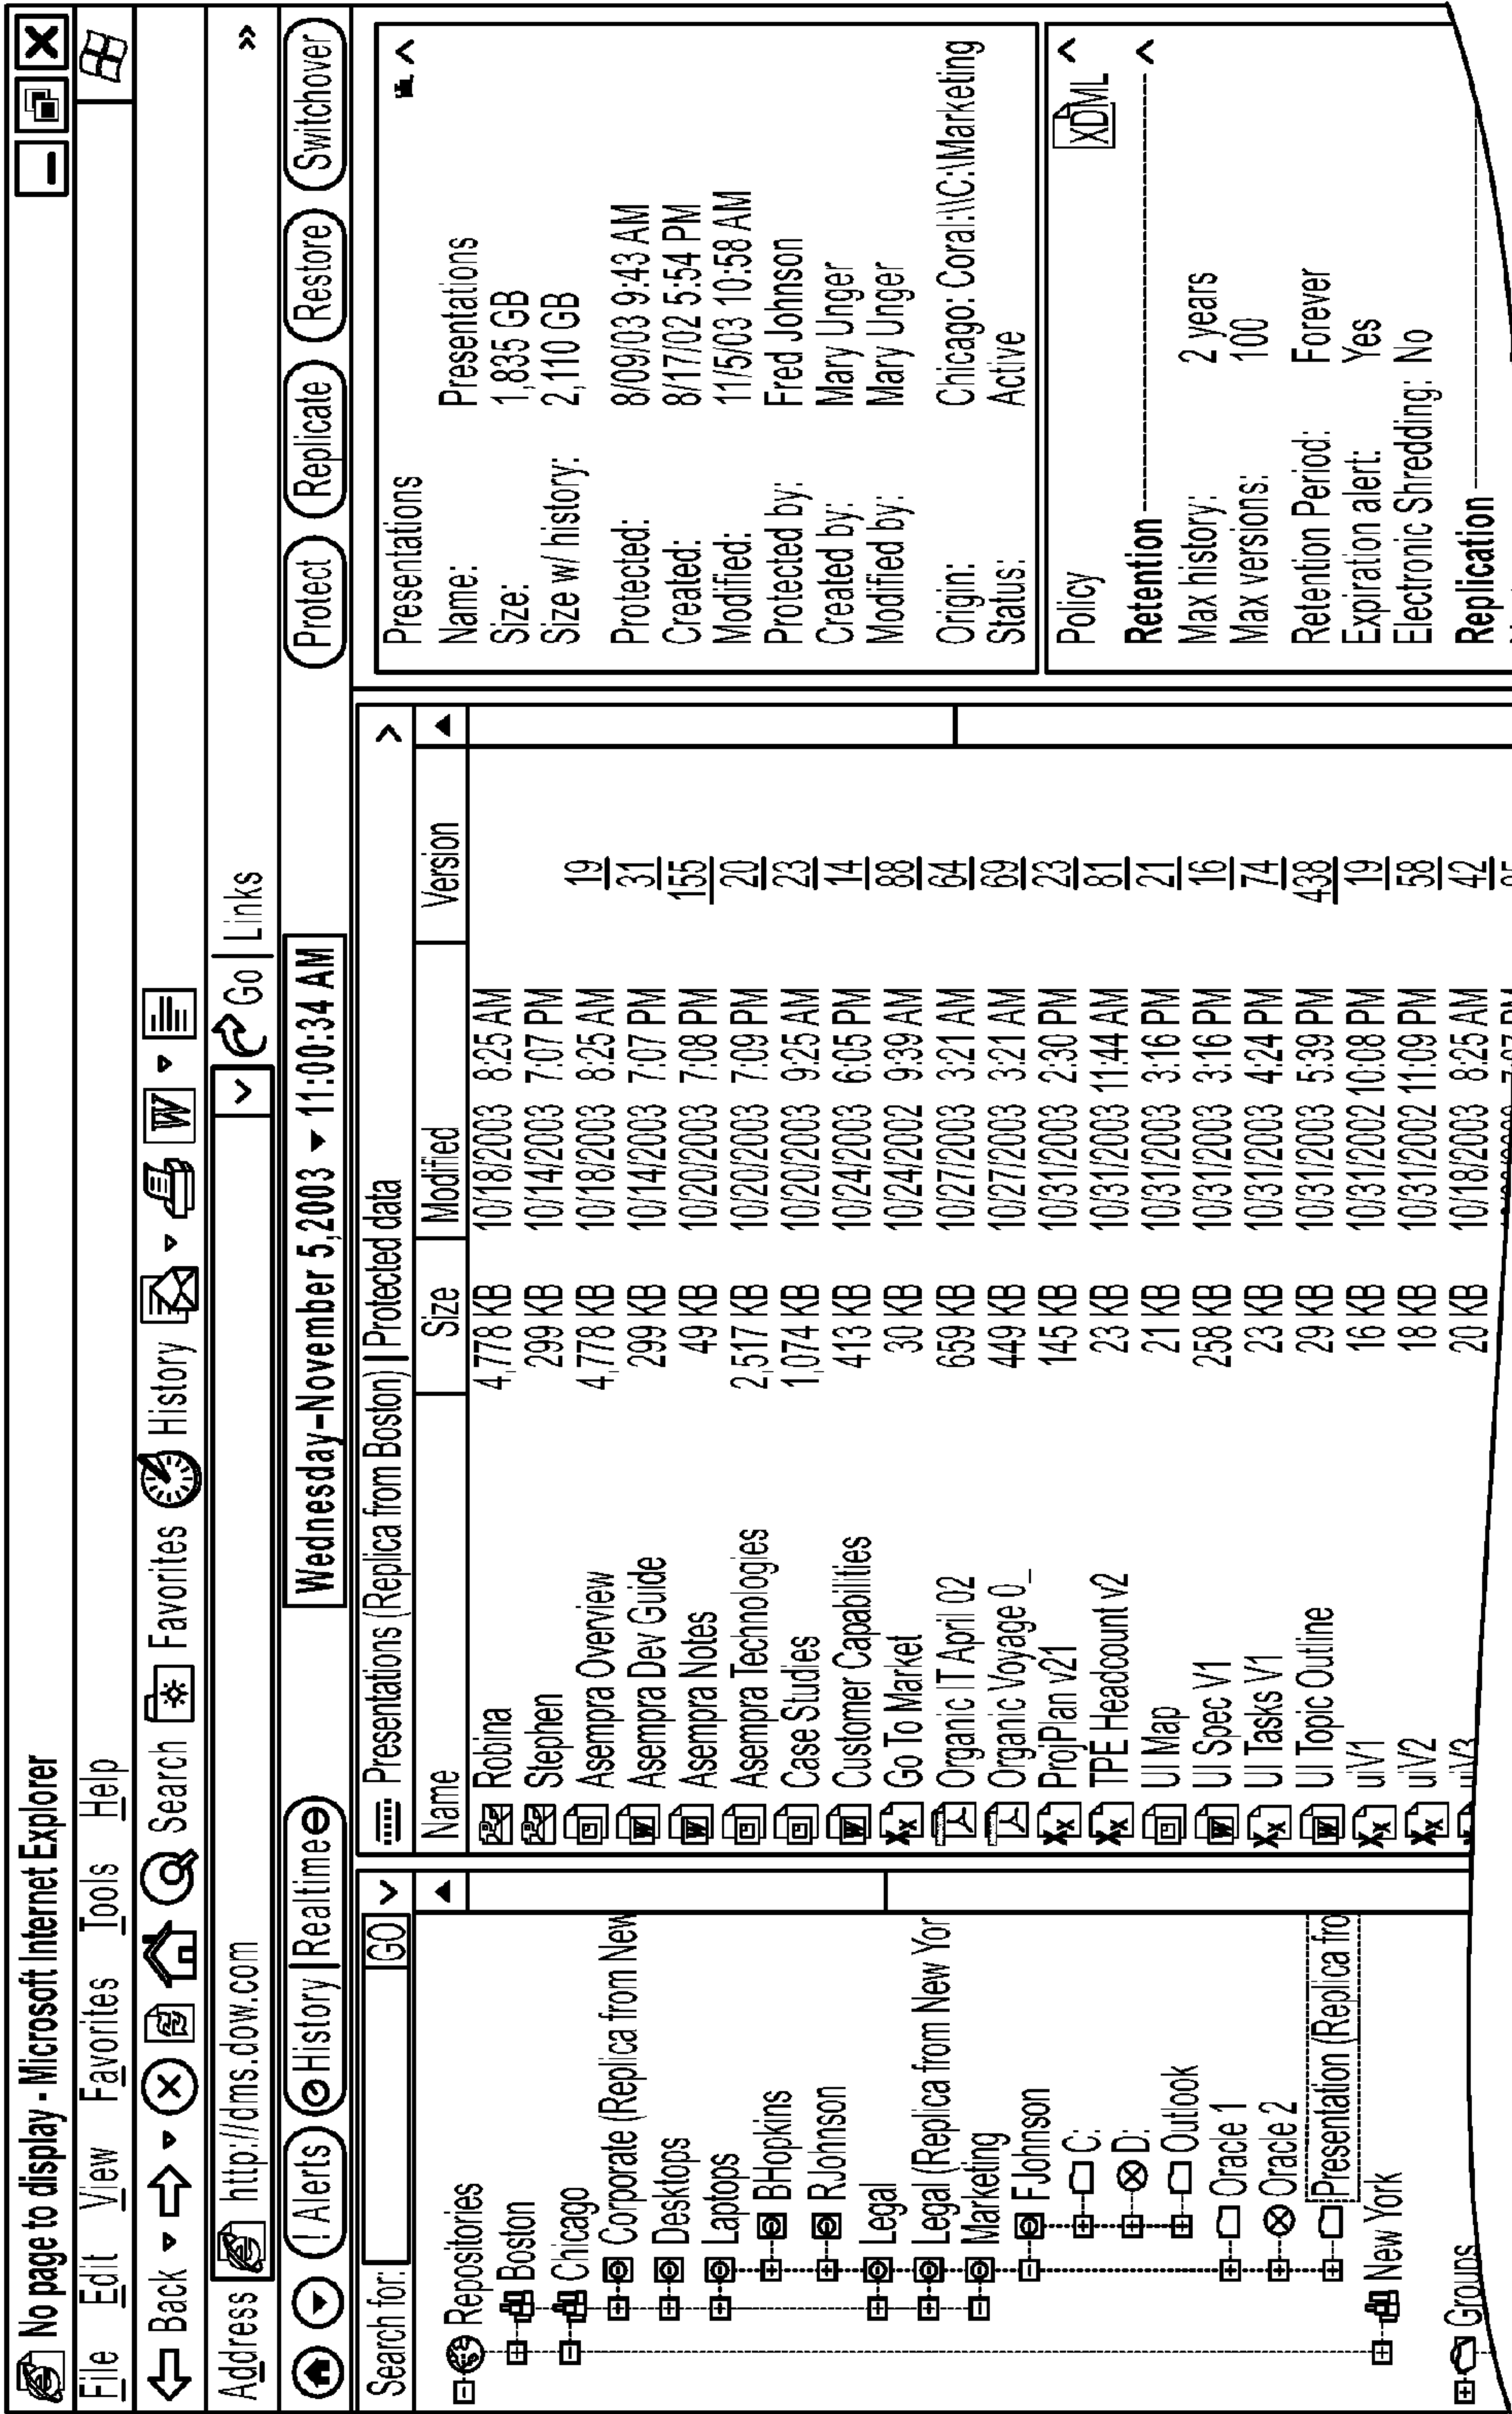 No page to display - Microsoft Internet Explorer
File Edit View Favorites Tools Help
Back Search Favorites History W
Address http://dms.dow.com Go Links »
! Alerts History Realtime Wednesday-November 5,2003 11:00:34 AM Protect Replicate Restore Switchover
Search for: GO
Repositories
Boston
Chicago
Corporate (Replica from New
Desktops
Laptops
BHopkins
RJohnson
Legal
Legal (Replica from New Yor
Marketing
FJohnson
C:
D:
Outlook
Oracle 1
Oracle 2
Presentation (Replica fro
New York
Groups
Presentations (Replica from Boston) Protected data
Name Size Modified Version
Robina 4,778 KB 10/18/2003 8:25 AM
Stephen 299 KB 10/14/2003 7:07 PM
Asempra Overview 4,778 KB 10/18/2003 8:25 AM 19
Asempra Dev Guide 299 KB 10/14/2003 7:07 PM 31
Asempra Notes 49 KB 10/20/2003 7:08 PM 155
Asempra Technologies 2,517 KB 10/20/2003 7:09 PM 20
Case Studies 1,074 KB 10/20/2003 9:25 AM 23
Customer Capabilities 413 KB 10/24/2003 6:05 PM 14
Go To Market 30 KB 10/24/2002 9:39 AM 88
Organic IT April 02 659 KB 10/27/2003 3:21 AM 64
Organic Voyage 0_ 449 KB 10/27/2003 3:21 AM 69
ProjPlan v21 145 KB 10/31/2003 2:30 PM 23
TPE Headcount v2 23 KB 10/31/2003 11:44 AM 81
UI Map 21 KB 10/31/2003 3:16 PM 21
UI Spec V1 258 KB 10/31/2003 3:16 PM 16
UI Tasks V1 23 KB 10/31/2003 4:24 PM 74
UI Topic Outline 29 KB 10/31/2003 5:39 PM 438
uiV1 16 KB 10/31/2002 10:08 PM 19
uiV2 18 KB 10/31/2002 11:09 PM 58
uiV3 20 KB 10/18/2003 8:25 AM 42
Presentations
Name: Presentations
Size: 1,835 GB
Size w/ history: 2,110 GB
Protected: 8/09/03 9:43 AM
Created: 8/17/02 5:54 PM
Modified: 11/5/03 10:58 AM
Protected by: Fred Johnson
Created by: Mary Unger
Modified by: Mary Unger
Origin: Chicago: Coral:\\C:\Marketing
Status: Active
Policy XDML
Retention
Max history: 2 years
Max versions: 100
Retention Period: Forever
Expiration alert: Yes
Electronic Shredding: No
Replication